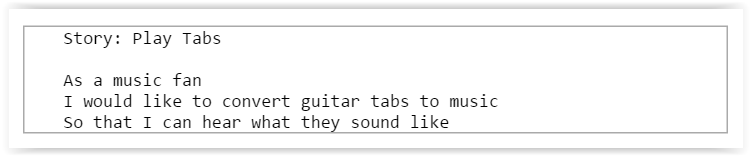 Story: Play Tabs
As a music fan
I would like to convert guitar tabs to music
So that I can hear what they sound like